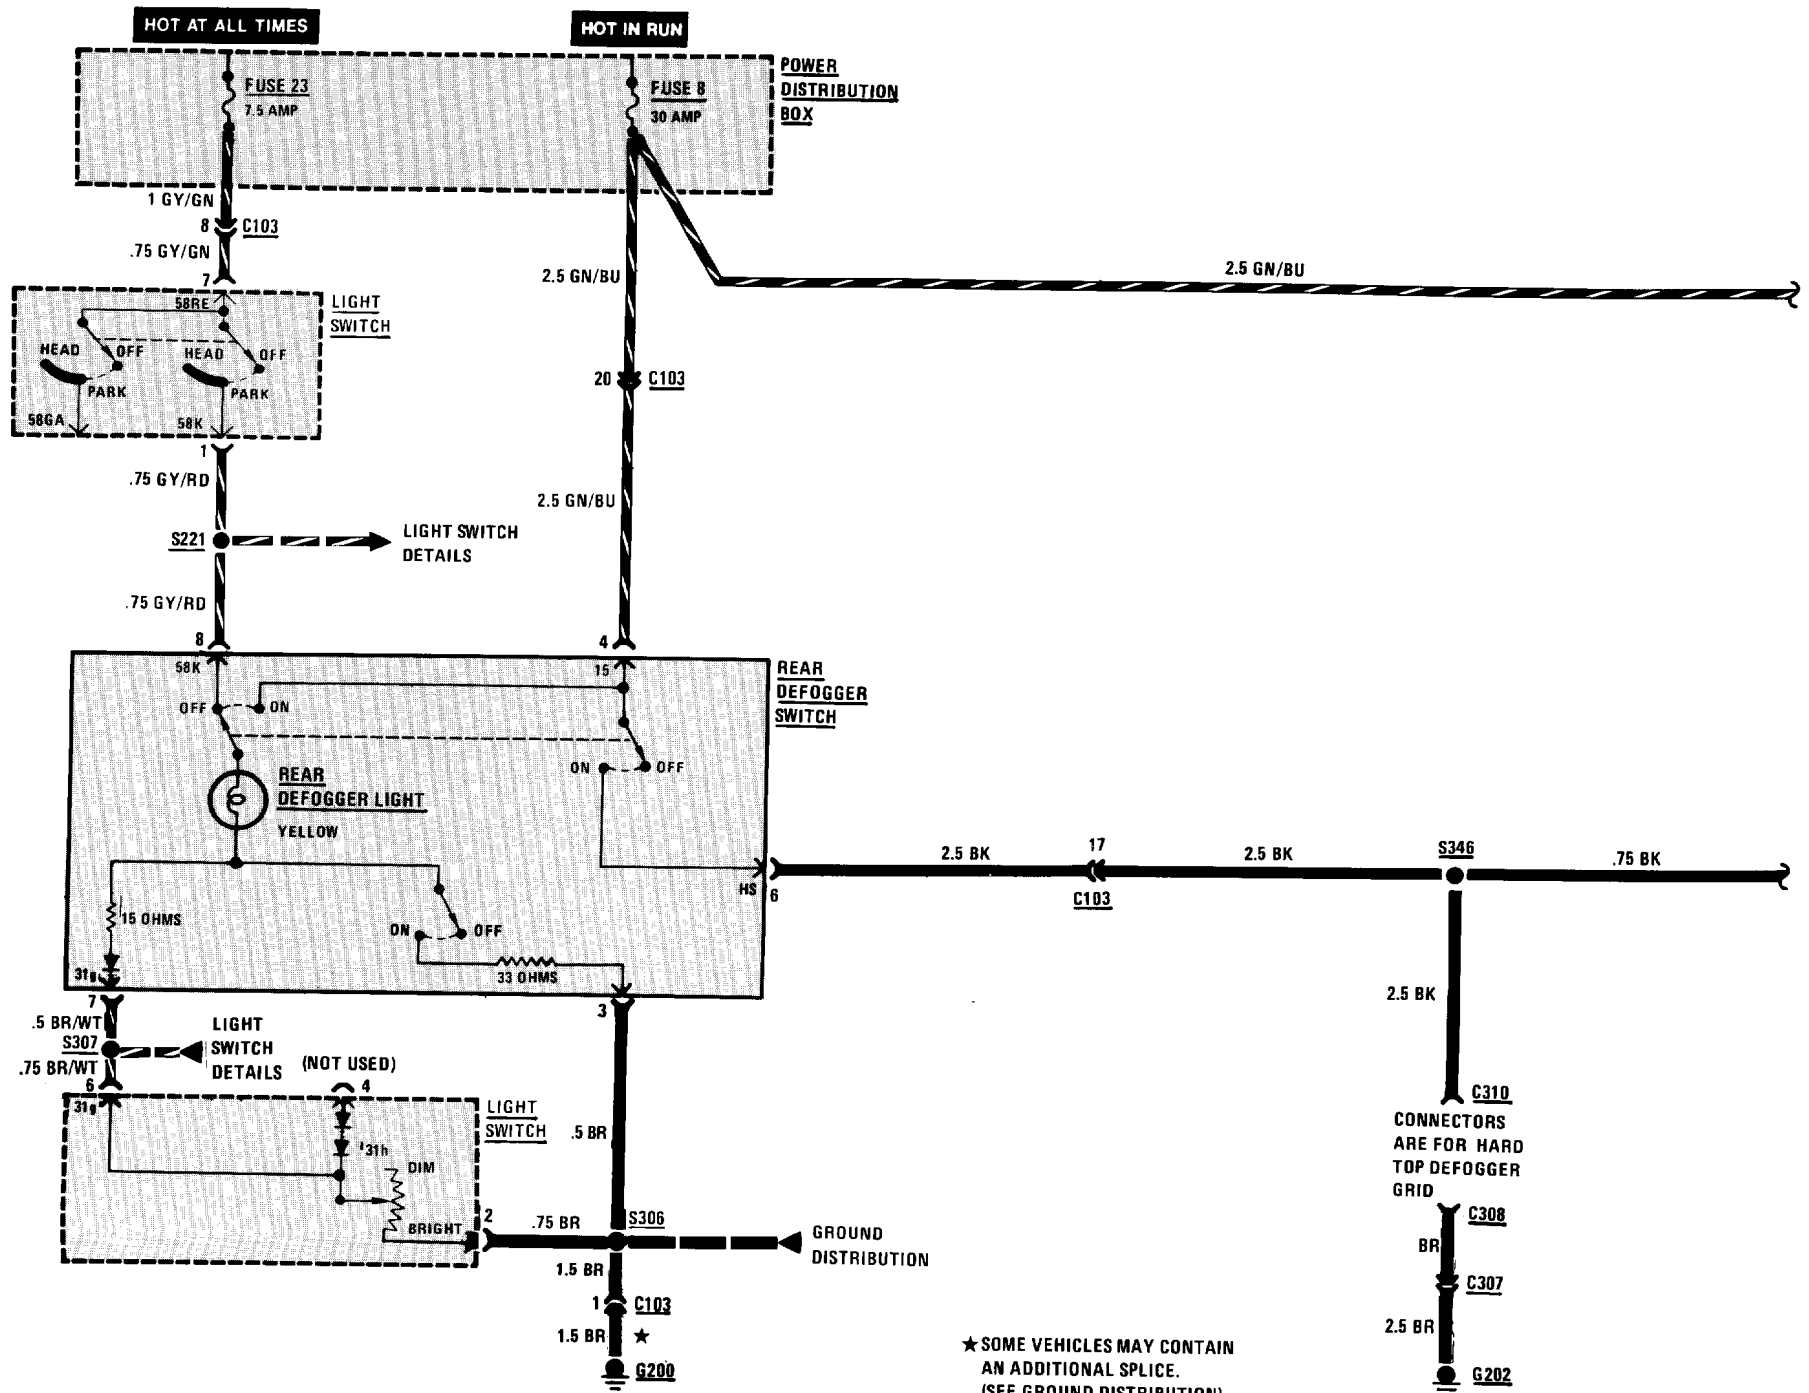 HOT AT ALL TIMES
HOT IN RUN
FUSE 23
7.5 AMP
FUSE 8
30 AMP
POWER
DISTRIBUTION
BOX
1 GY/GN
8
C103
.75 GY/GN
7
2.5 GN/BU
2.5 GN/BU
58RE
LIGHT
SWITCH
HEAD
OFF
HEAD
OFF
PARK
PARK
58GA
58K
20
C103
1
.75 GY/RD
2.5 GN/BU
S221
LIGHT SWITCH
DETAILS
.75 GY/RD
8
4
58K
15
REAR
DEFOGGER
SWITCH
OFF
ON
ON
OFF
REAR
DEFOGGER LIGHT
YELLOW
2.5 BK
17
2.5 BK
S346
.75 BK
HS
6
C103
15 OHMS
ON
OFF
33 OHMS
31g
7
3
2.5 BK
.5 BR/WT
LIGHT
SWITCH
DETAILS
S307
.75 BR/WT
(NOT USED)
6
4
31g
LIGHT
SWITCH
31h
.5 BR
DIM
BRIGHT
2
.75 BR
S306
GROUND
DISTRIBUTION
1.5 BR
1
C103
1.5 BR ★
G200
C310
CONNECTORS
ARE FOR HARD
TOP DEFOGGER
GRID
C308
BR
C307
2.5 BR
G202
★ SOME VEHICLES MAY CONTAIN
AN ADDITIONAL SPLICE.
(SEE GROUND DISTRIBUTION)